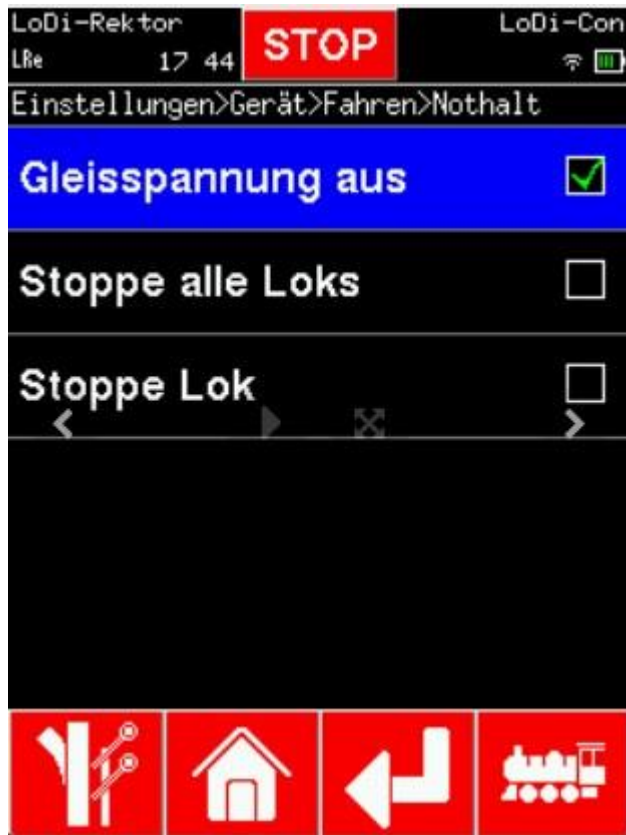 LoDi-Rektor
LRe 17 44
STOP
LoDi-Con
Einstellungen>Gerät>Fahren>Nothalt
Gleisspannung aus
Stoppe alle Loks
Stoppe Lok